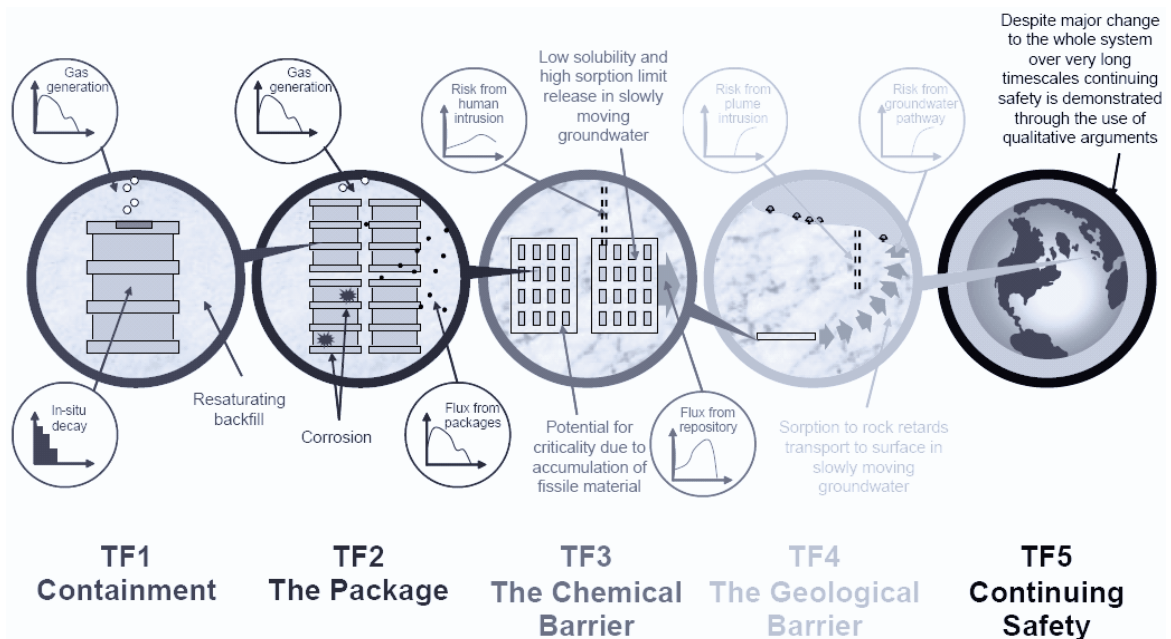 Gas
generation
Gas
generation
Risk from
human
intrusion
Low solubility and
high sorption limit
release in slowly
moving
groundwater
Risk from
plume
intrusion
Risk from
groundwater
pathway
Despite major change
to the whole system
over very long
timescales continuing
safety is demonstrated
through the use of
qualitative arguments
In-situ
decay
Resaturating
backfill
Corrosion
Flux from
packages
Potential for
criticality due to
accumulation of
fissile material
Flux from
repository
Sorption to rock retards
transport to surface in
slowly moving
groundwater
TF1
Containment
TF2
The Package
TF3
The Chemical
Barrier
TF4
The Geological
Barrier
TF5
Continuing
Safety